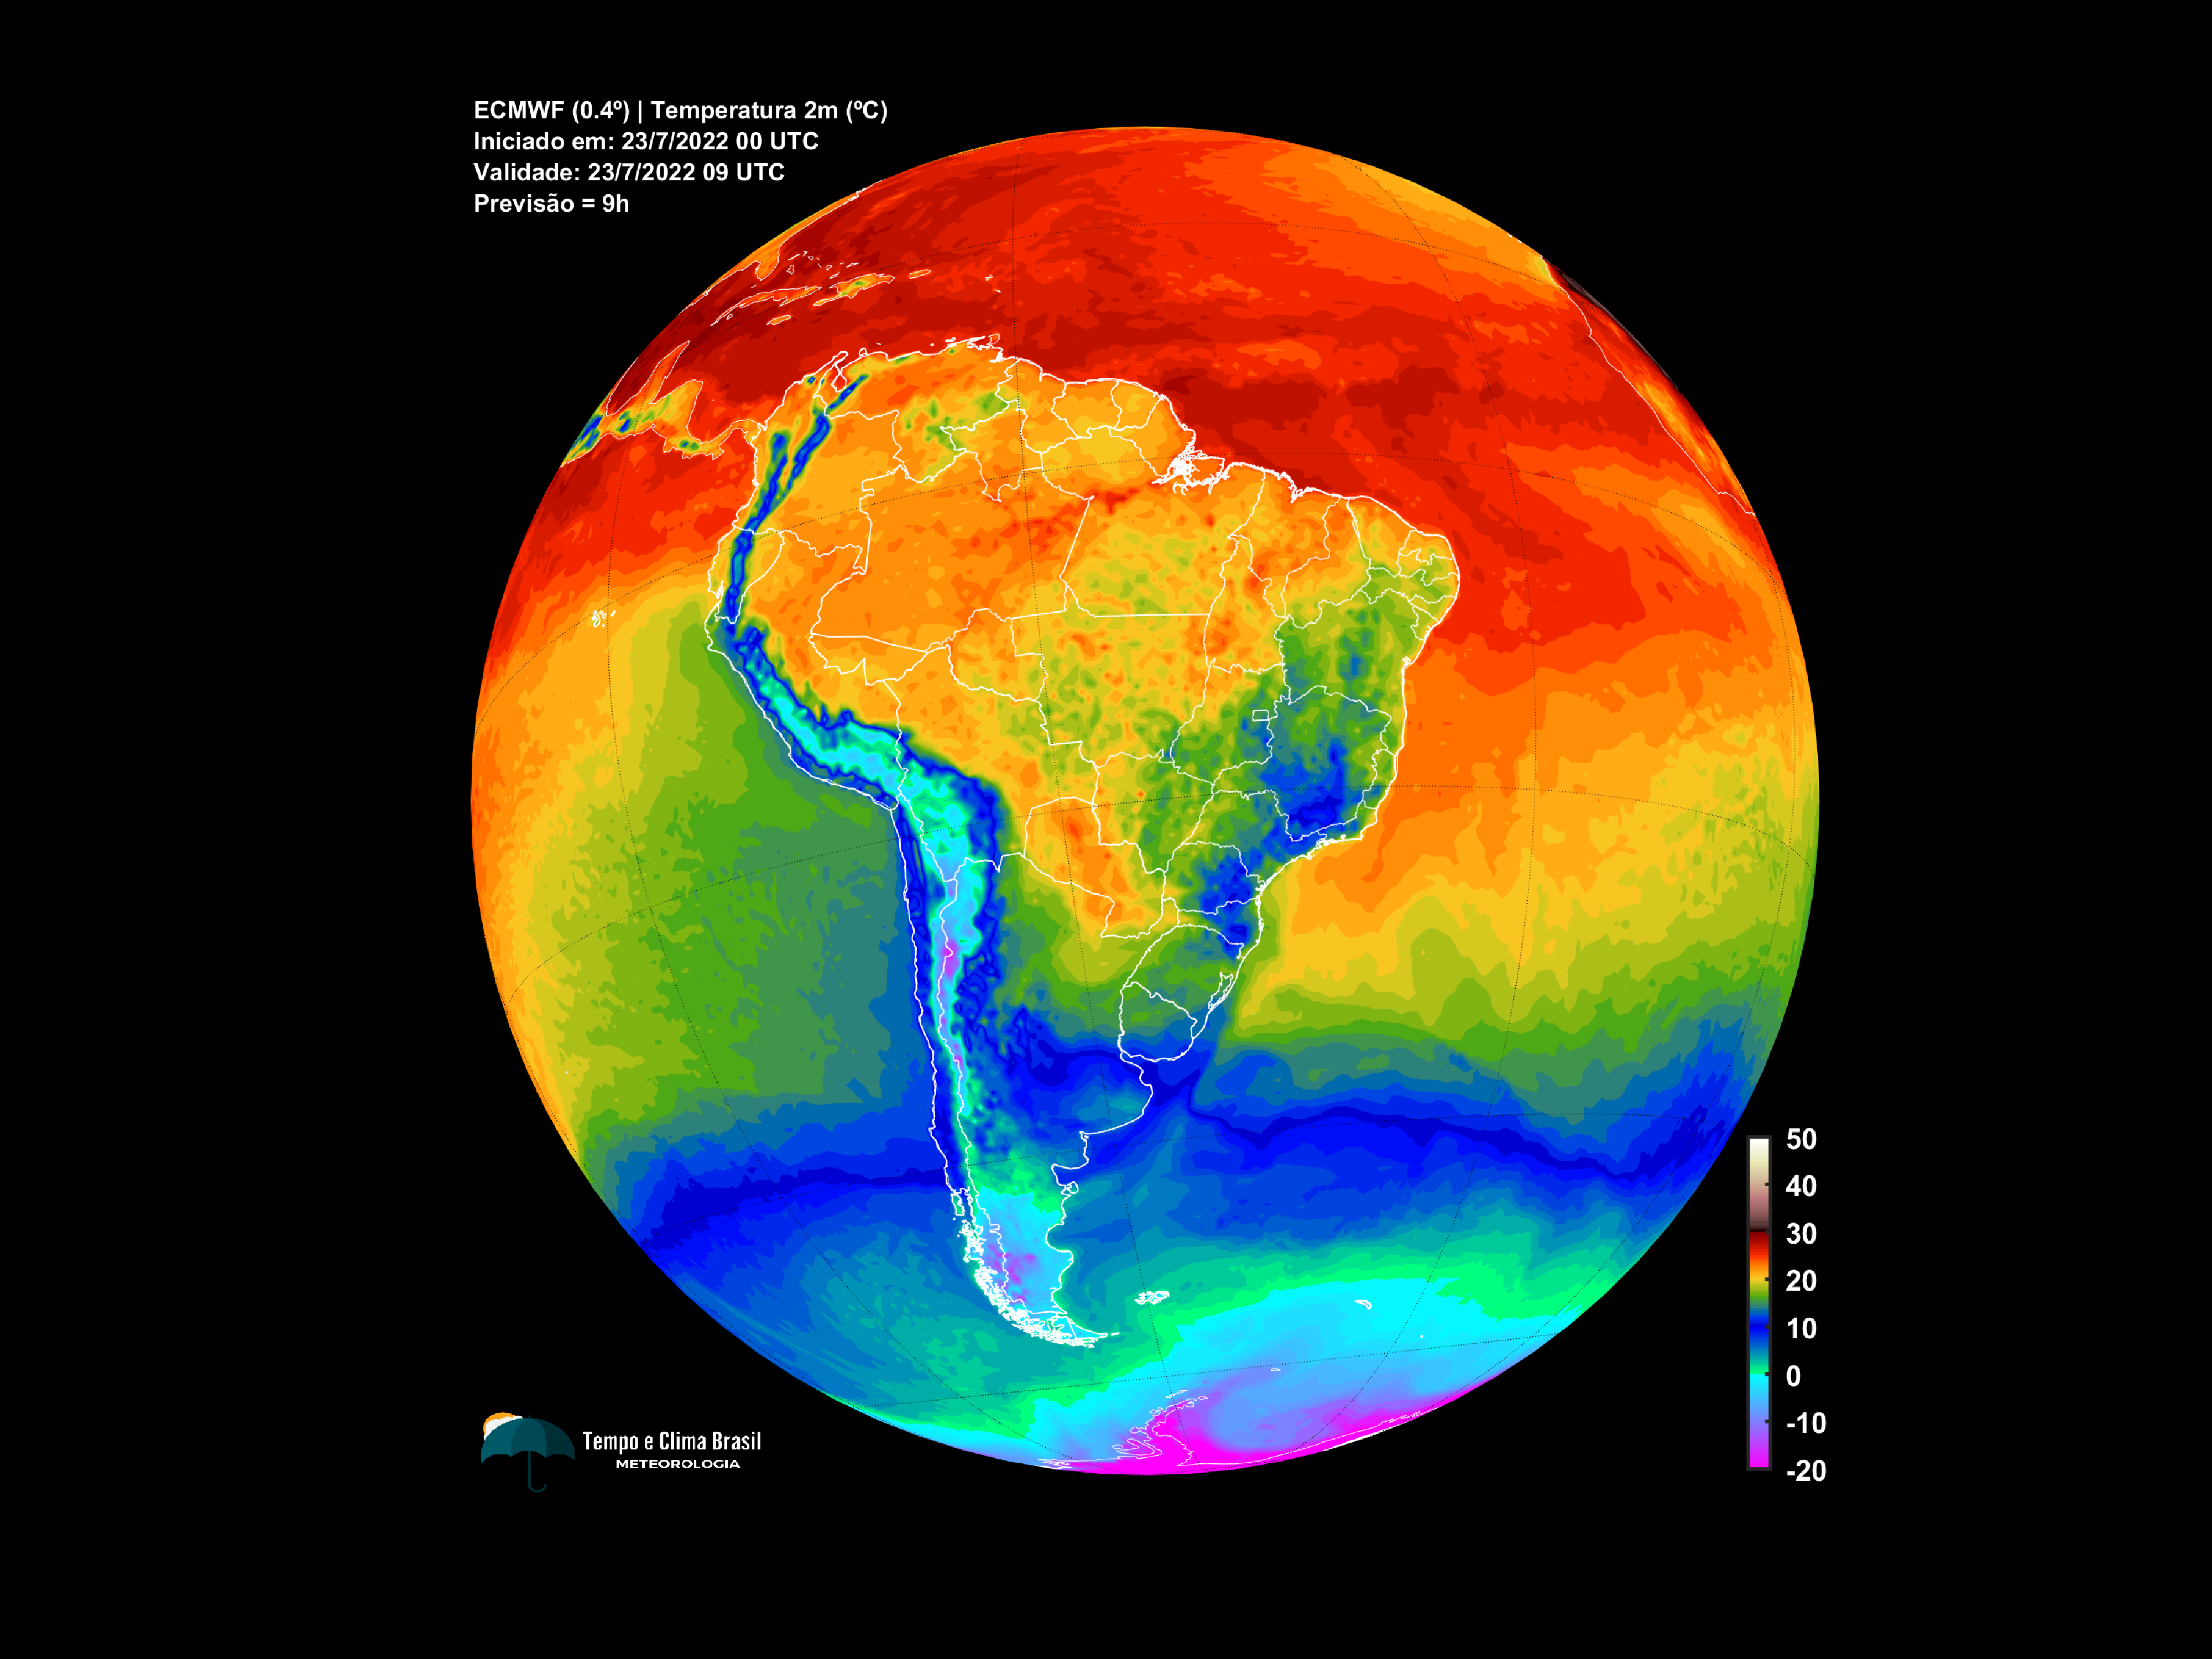 ECMWF (0.4º) | Temperatura 2m (ºC)
Iniciado em: 23/7/2022 00 UTC
Validade: 23/7/2022 09 UTC
Previsão = 9h
50
40
30
20
10
0
-10
-20
Tempo e Clima Brasil
METEOROLOGIA